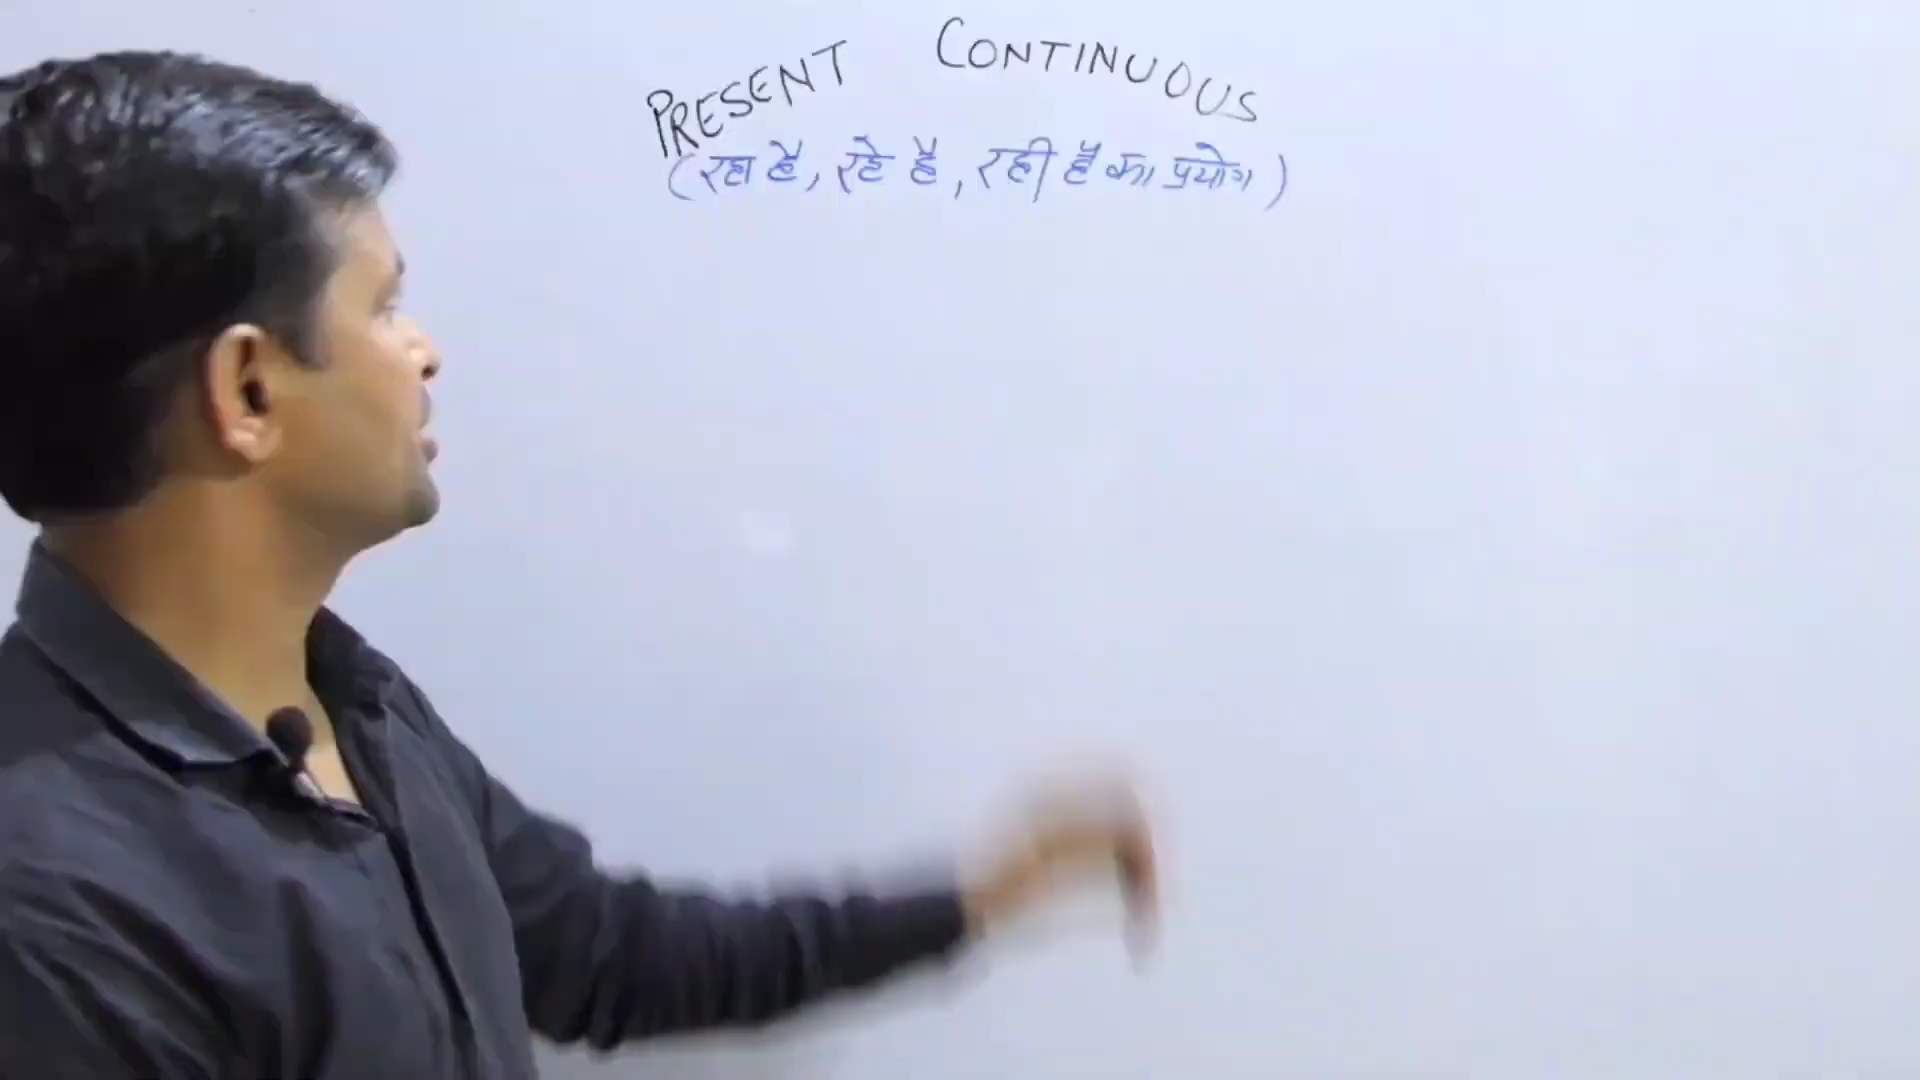 PRESENT CONTINUOUS
(रहा है, रहे है, रही है का प्रयोग)